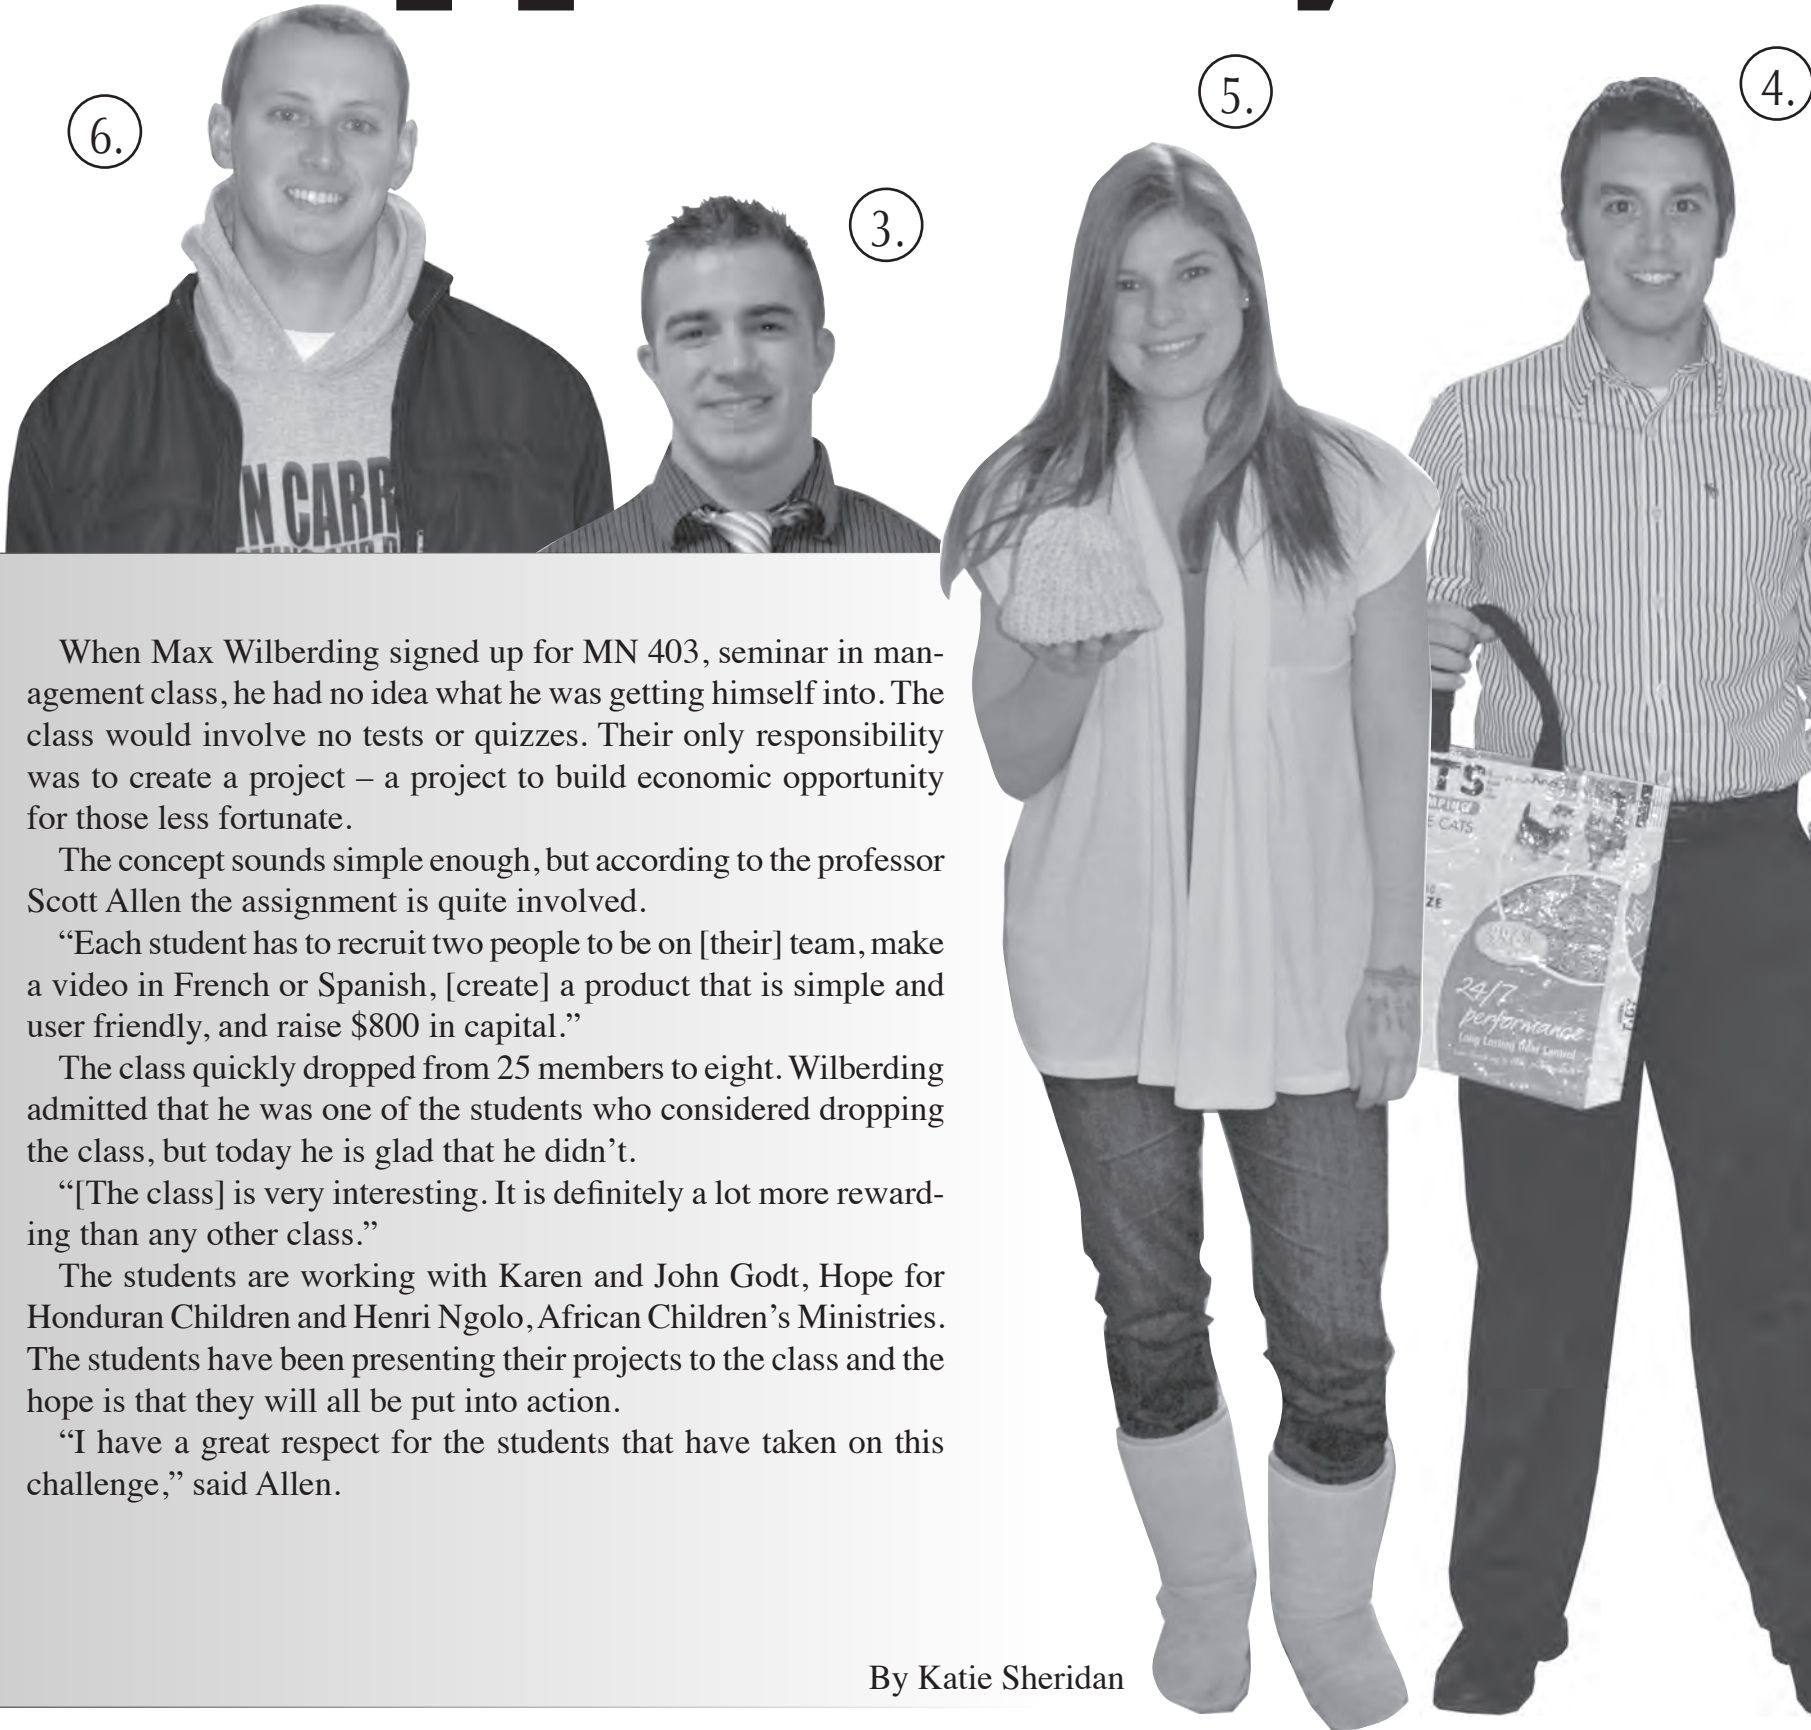 6.
3.
5.
4.
N CARR
TS
E CATS
ZE
24/7
performance
Long Lasting Odor Control
When Max Wilberding signed up for MN 403, seminar in man-
agement class, he had no idea what he was getting himself into. The
class would involve no tests or quizzes. Their only responsibility
was to create a project – a project to build economic opportunity
for those less fortunate.
The concept sounds simple enough, but according to the professor
Scott Allen the assignment is quite involved.
“Each student has to recruit two people to be on [their] team, make
a video in French or Spanish, [create] a product that is simple and
user friendly, and raise $800 in capital.”
The class quickly dropped from 25 members to eight. Wilberding
admitted that he was one of the students who considered dropping
the class, but today he is glad that he didn’t.
“[The class] is very interesting. It is definitely a lot more reward-
ing than any other class.”
The students are working with Karen and John Godt, Hope for
Honduran Children and Henri Ngolo, African Children’s Ministries.
The students have been presenting their projects to the class and the
hope is that they will all be put into action.
“I have a great respect for the students that have taken on this
challenge,” said Allen.
By Katie Sheridan